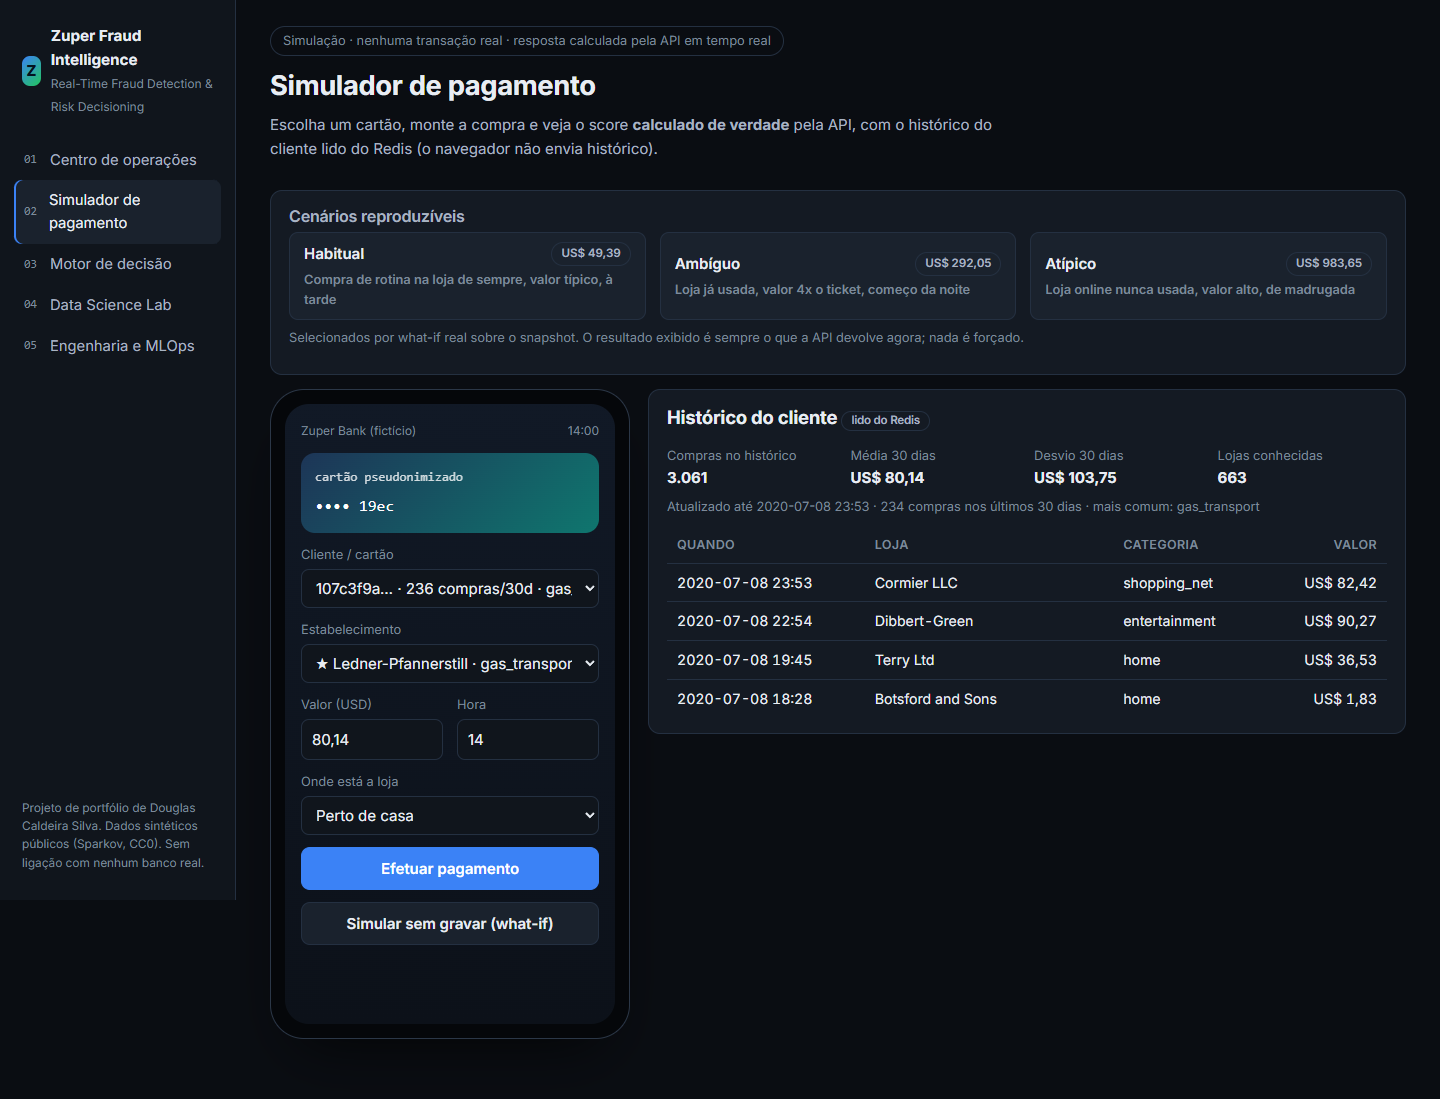 Z
Zuper Fraud
Intelligence
Real-Time Fraud Detection &
Risk Decisioning
01 Centro de operações
02 Simulador de
pagamento
03 Motor de decisão
04 Data Science Lab
05 Engenharia e MLOps
Projeto de portfólio de Douglas
Caldeira Silva. Dados sintéticos
públicos (Sparkov, CC0). Sem
ligação com nenhum banco real.
Simulação · nenhuma transação real · resposta calculada pela API em tempo real
Simulador de pagamento
Escolha um cartão, monte a compra e veja o score calculado de verdade pela API, com o histórico do
cliente lido do Redis (o navegador não envia histórico).
Cenários reproduzíveis
Habitual US$ 49,39
Compra de rotina na loja de sempre, valor típico, à
tarde
Ambíguo US$ 292,05
Loja já usada, valor 4x o ticket, começo da noite
Atípico US$ 983,65
Loja online nunca usada, valor alto, de madrugada
Selecionados por what-if real sobre o snapshot. O resultado exibido é sempre o que a API devolve agora; nada é forçado.
Zuper Bank (fictício) 14:00
cartão pseudonimizado
•••• 19ec
Cliente / cartão
107c3f9a... · 236 compras/30d · gas_
Estabelecimento
★ Ledner-Pfannerstill · gas_transpor
Valor (USD) Hora
80,14 14
Onde está a loja
Perto de casa
Efetuar pagamento
Simular sem gravar (what-if)
Histórico do cliente lido do Redis
Compras no histórico Média 30 dias Desvio 30 dias Lojas conhecidas
3.061 US$ 80,14 US$ 103,75 663
Atualizado até 2020-07-08 23:53 · 234 compras nos últimos 30 dias · mais comum: gas_transport
QUANDO LOJA CATEGORIA VALOR
2020-07-08 23:53 Cormier LLC shopping_net US$ 82,42
2020-07-08 22:54 Dibbert-Green entertainment US$ 90,27
2020-07-08 19:45 Terry Ltd home US$ 36,53
2020-07-08 18:28 Botsford and Sons home US$ 1,83